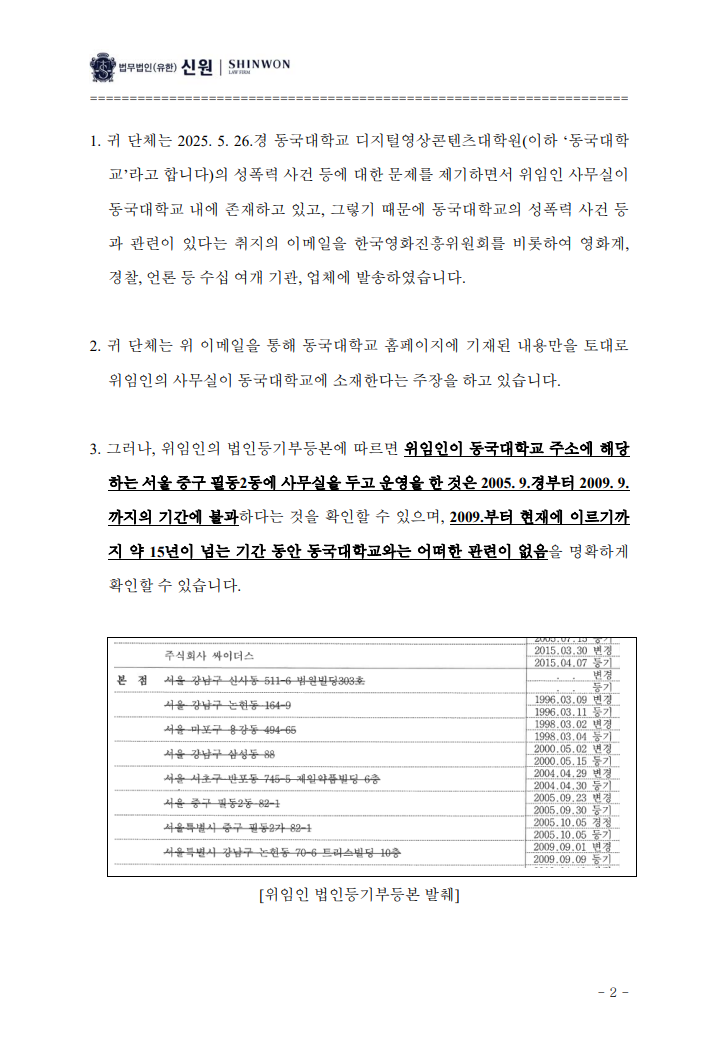 법무법인(유한) 신원 | SHINWON
LAW FIRM
======================================================================
1. 귀 단체는 2025. 5. 26.경 동국대학교 디지털영상콘텐츠대학원(이하 ‘동국대학
교’라고 합니다)의 성폭력 사건 등에 대한 문제를 제기하면서 위임인 사무실이
동국대학교 내에 존재하고 있고, 그렇기 때문에 동국대학교의 성폭력 사건 등
과 관련이 있다는 취지의 이메일을 한국영화진흥위원회를 비롯하여 영화계,
경찰, 언론 등 수십 여개 기관, 업체에 발송하였습니다.
2. 귀 단체는 위 이메일을 통해 동국대학교 홈페이지에 기재된 내용만을 토대로
위임인의 사무실이 동국대학교에 소재한다는 주장을 하고 있습니다.
3. 그러나, 위임인의 법인등기부등본에 따르면 위임인이 동국대학교 주소에 해당
하는 서울 중구 필동2동에 사무실을 두고 운영을 한 것은 2005. 9.경부터 2009. 9.
까지의 기간에 불과하다는 것을 확인할 수 있으며, 2009.부터 현재에 이르기까
지 약 15년이 넘는 기간 동안 동국대학교와는 어떠한 관련이 없음을 명확하게
확인할 수 있습니다.
2005.07.15 등기
주식회사 싸이더스 2015.03.30 변경
2015.04.07 등기
본 점 서울 강남구 신사동 511-6 범원빌딩303호 . . 변경
. . 등기
서울 강남구 논현동 164-9 1996.03.09 변경
1996.03.11 등기
서울 마포구 용강동 494-65 1998.03.02 변경
1998.03.04 등기
서울 강남구 삼성동 88 2000.05.02 변경
2000.05.15 등기
서울 서초구 반포동 745-5 제일약품빌딩 6층 2004.04.29 변경
2004.04.30 등기
서울 중구 필동2동 82-1 2005.09.23 변경
2005.09.30 등기
서울특별시 중구 필동2가 82-1 2005.10.05 경정
2005.10.05 등기
서울특별시 강남구 논현동 70-6 트리스빌딩 10층 2009.09.01 변경
2009.09.09 등기
[위임인 법인등기부등본 발췌]
- 2 -